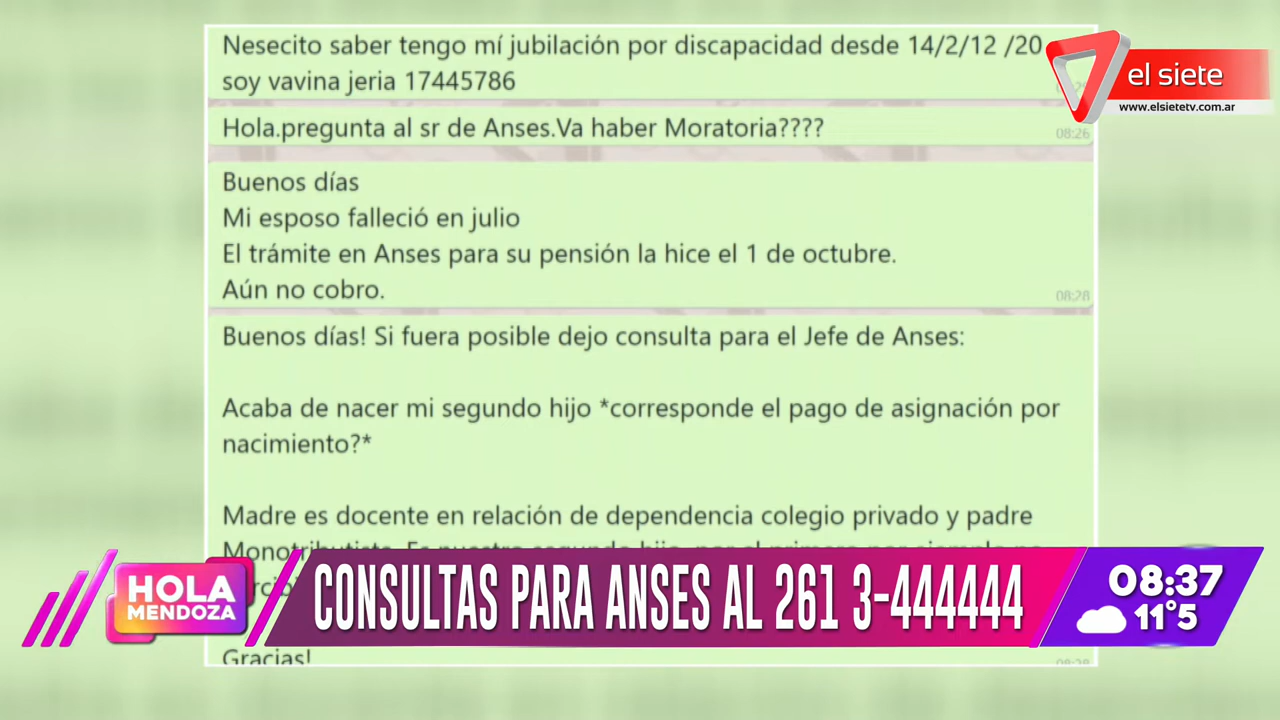 Nesecito saber tengo mí jubilación por discapacidad desde 14/2/12 /20
soy vavina jeria 17445786
Hola.pregunta al sr de Anses.Va haber Moratoria????
08:26
Buenos días
Mi esposo falleció en julio
El trámite en Anses para su pensión la hice el 1 de octubre.
Aún no cobro.
08:28
Buenos días! Si fuera posible dejo consulta para el Jefe de Anses:
Acaba de nacer mi segundo hijo *corresponde el pago de asignación por
nacimiento?*
Madre es docente en relación de dependencia colegio privado y padre
Gracias!
08:28
el siete
www.elsietetv.com.ar
HOLA
MENDOZA
CONSULTAS PARA ANSES AL 261 3-444444
08:37
11°5